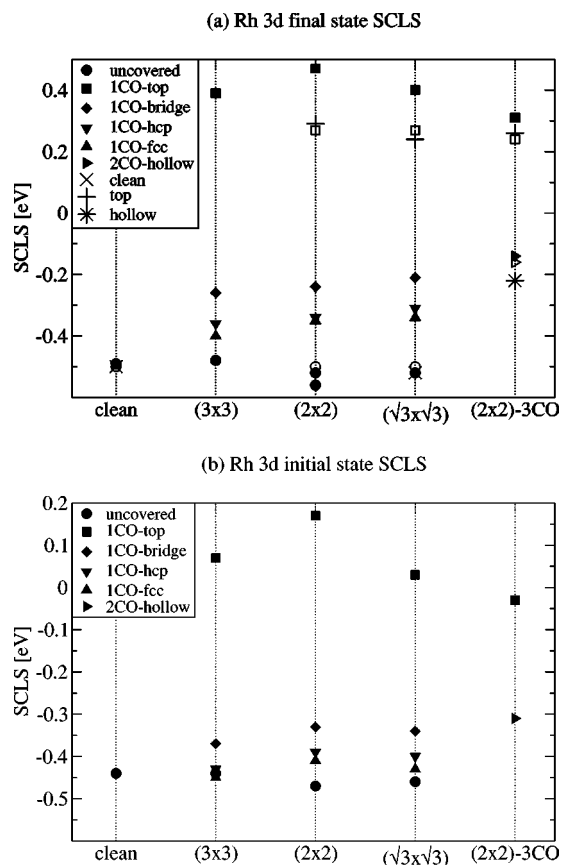 (a) Rh 3d final state SCLS
uncovered
1CO-top
1CO-bridge
1CO-hcp
1CO-fcc
2CO-hollow
clean
top
hollow
SCLS [eV]
0.4
0.2
0
-0.2
-0.4
clean (3x3) (2x2) (√3x√3) (2x2)-3CO
(b) Rh 3d initial state SCLS
uncovered
1CO-top
1CO-bridge
1CO-hcp
1CO-fcc
2CO-hollow
SCLS [eV]
0.2
0.1
0
-0.1
-0.2
-0.3
-0.4
-0.5
clean (3x3) (2x2) (√3x√3) (2x2)-3CO